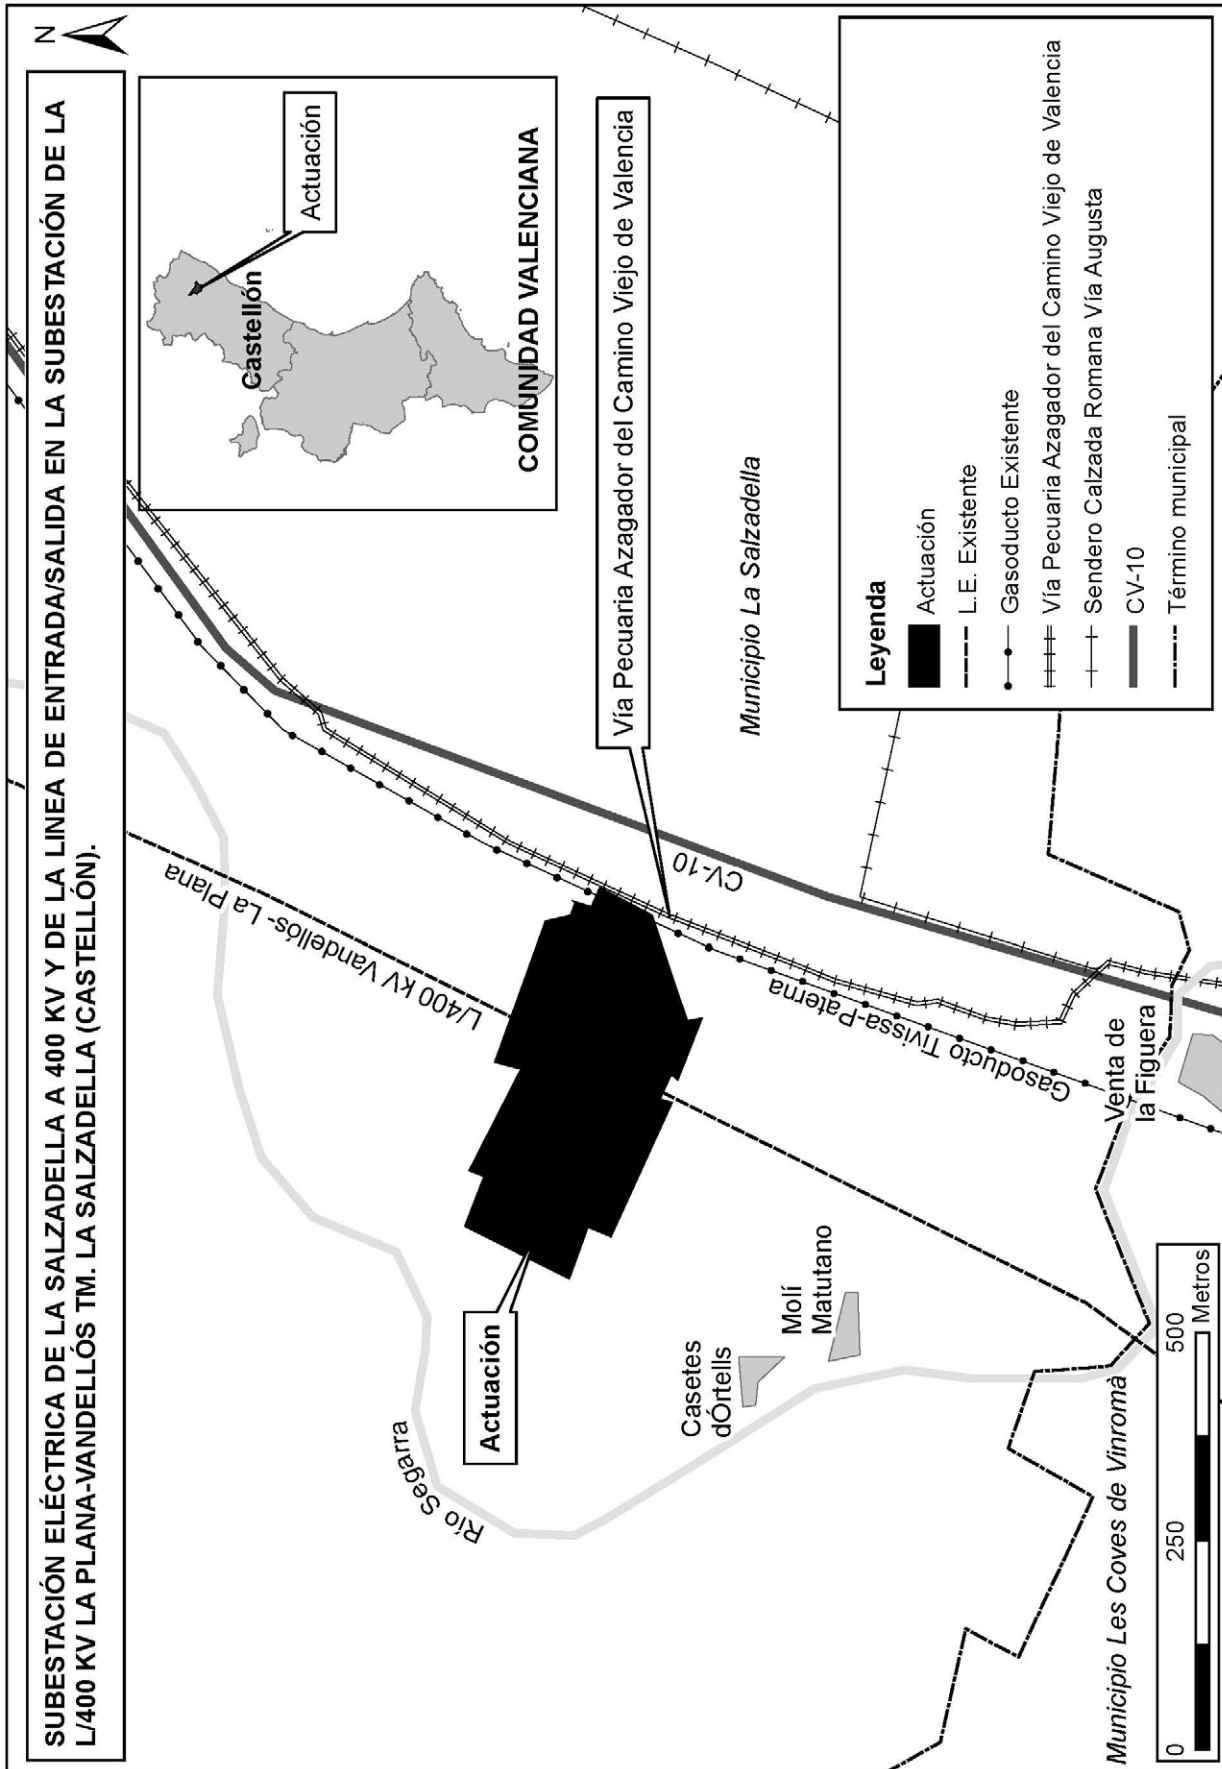 N
SUBESTACIÓN ELÉCTRICA DE LA SALZADELLA A 400 KV Y DE LA LINEA DE ENTRADA/SALIDA EN LA SUBESTACIÓN DE LA
L/400 KV LA PLANA-VANDELLÓS TM. LA SALZADELLA (CASTELLÓN).
Actuación
Castellón
COMUNIDAD VALENCIANA
L/400 kV Vandellós- La Plana
Río Segarra
Actuación
Vía Pecuaria Azagador del Camino Viejo de Valencia
CV-10
Municipio La Salzadella
Casetes
dÓrtells
Molí
Matutano
Gasoducto Tivissa-Paterna
Venta de
la Figuera
Municipio Les Coves de Vinromà
0
250
500
Metros
Leyenda
Actuación
L.E. Existente
Gasoducto Existente
Vía Pecuaria Azagador del Camino Viejo de Valencia
Sendero Calzada Romana Vía Augusta
CV-10
Término municipal